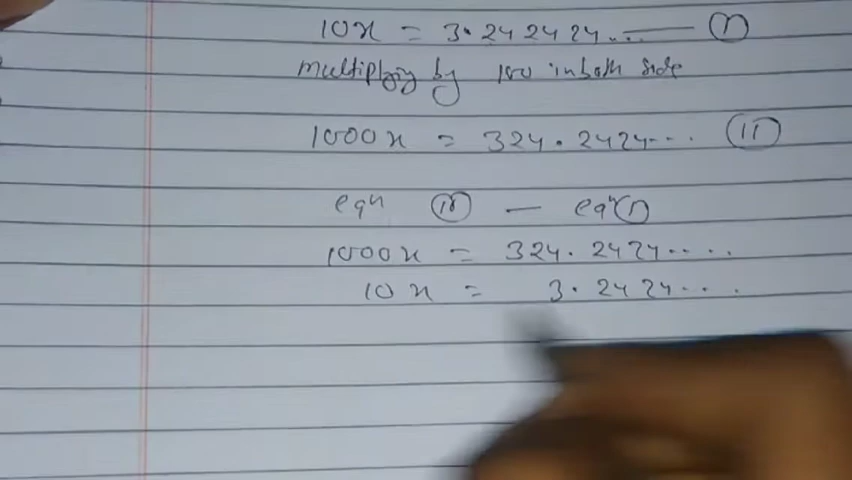 10x = 3.242424... — (I)
multiplying by 100 in both side
1000x = 324.2424... (II)
eqn (II) — eqn (I)
1000x = 324.2424....
10x = 3.2424....